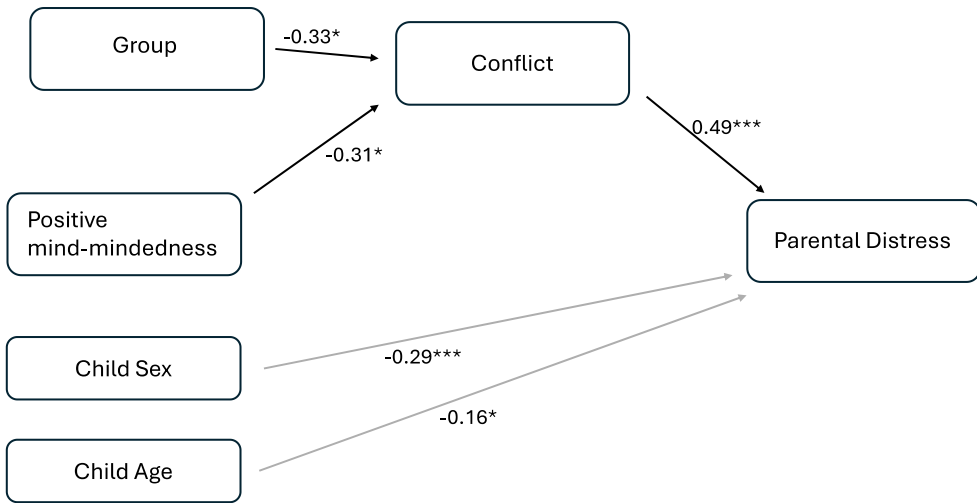 Group
-0.33*
Conflict
-0.31*
0.49***
Positive
mind-mindedness
Parental Distress
Child Sex
-0.29***
-0.16*
Child Age